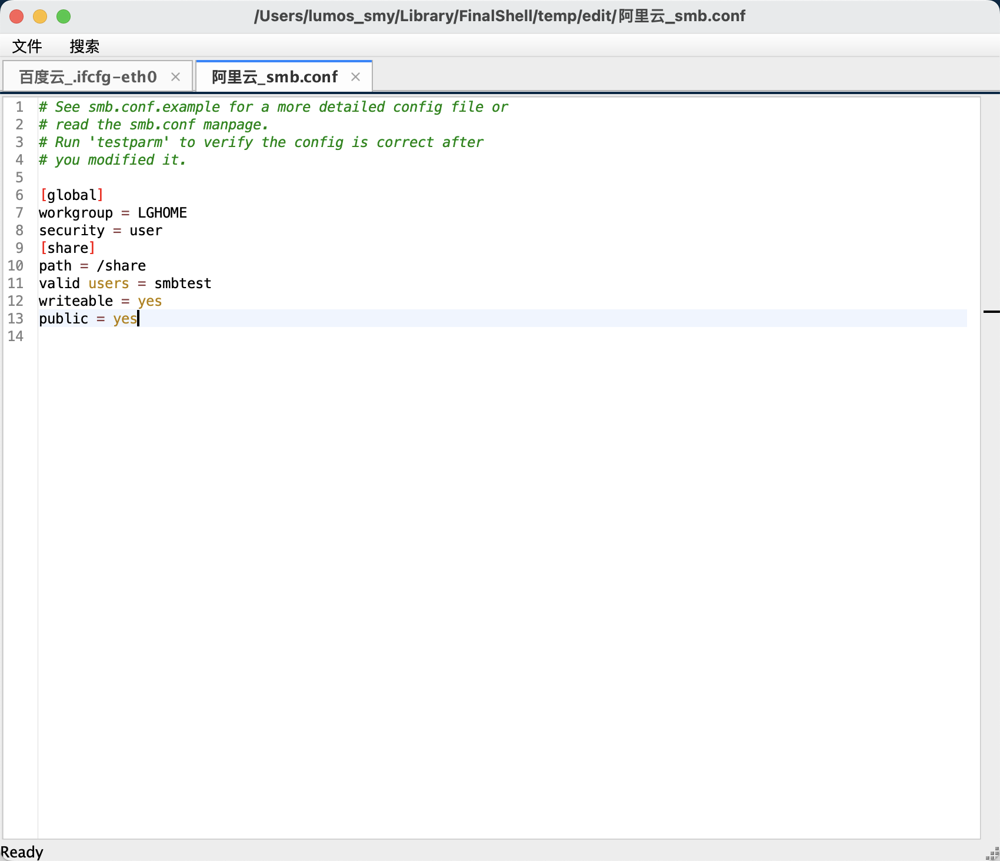 /Users/lumos_smy/Library/FinalShell/temp/edit/阿里云_smb.conf
文件 搜索
百度云_.ifcfg-eth0 × 阿里云_smb.conf ×
1 # See smb.conf.example for a more detailed config file or
2 # read the smb.conf manpage.
3 # Run 'testparm' to verify the config is correct after
4 # you modified it.
5
6 [global]
7 workgroup = LGHOME
8 security = user
9 [share]
10 path = /share
11 valid users = smbtest
12 writeable = yes
13 public = yes
14
Ready